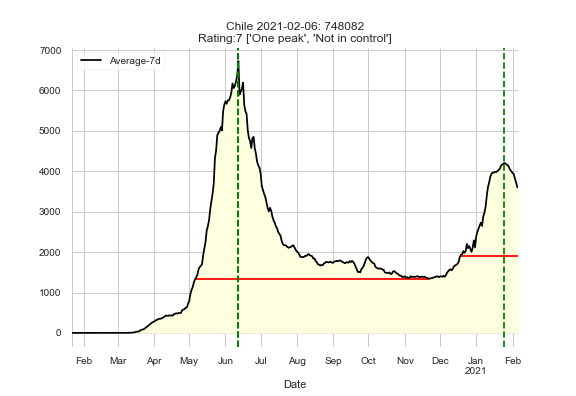 Chile 2021-02-06: 748082
Rating:7 ['One peak', 'Not in control']
Average-7d
7000
6000
5000
4000
3000
2000
1000
0
Feb Mar Apr May Jun Jul Aug Sep Oct Nov Dec Jan Feb
2021
Date